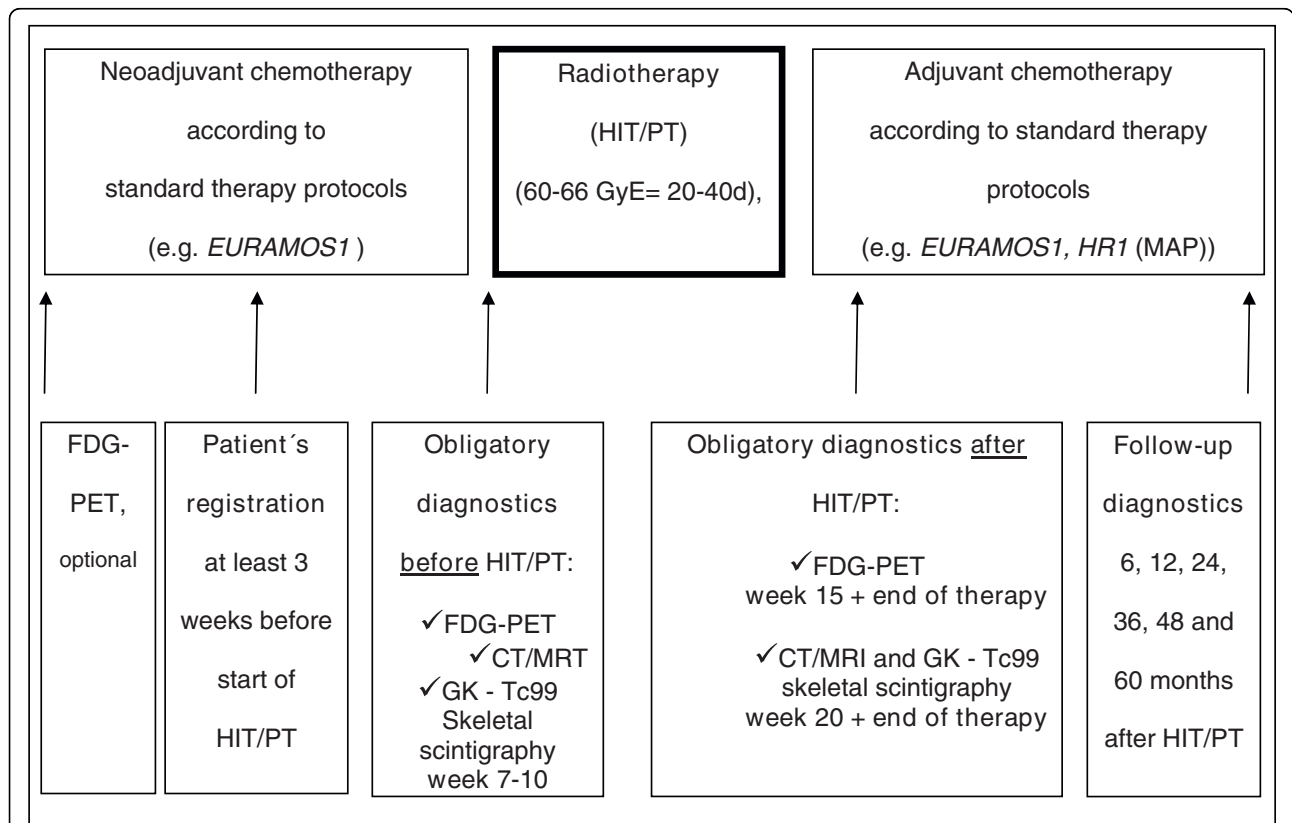 Neoadjuvant chemotherapy
according to
standard therapy protocols
(e.g. EURAMOS1 )
Radiotherapy
(HIT/PT)
(60-66 GyE= 20-40d),
Adjuvant chemotherapy
according to standard therapy
protocols
(e.g. EURAMOS1, HR1 (MAP))
FDG-
PET,
optional
Patient´s
registration
at least 3
weeks before
start of
HIT/PT
Obligatory
diagnostics
before HIT/PT:
✓FDG-PET
✓CT/MRT
✓GK - Tc99
Skeletal
scintigraphy
week 7-10
Obligatory diagnostics after
HIT/PT:
✓FDG-PET
week 15 + end of therapy
✓CT/MRI and GK - Tc99
skeletal scintigraphy
week 20 + end of therapy
Follow-up
diagnostics
6, 12, 24,
36, 48 and
60 months
after HIT/PT